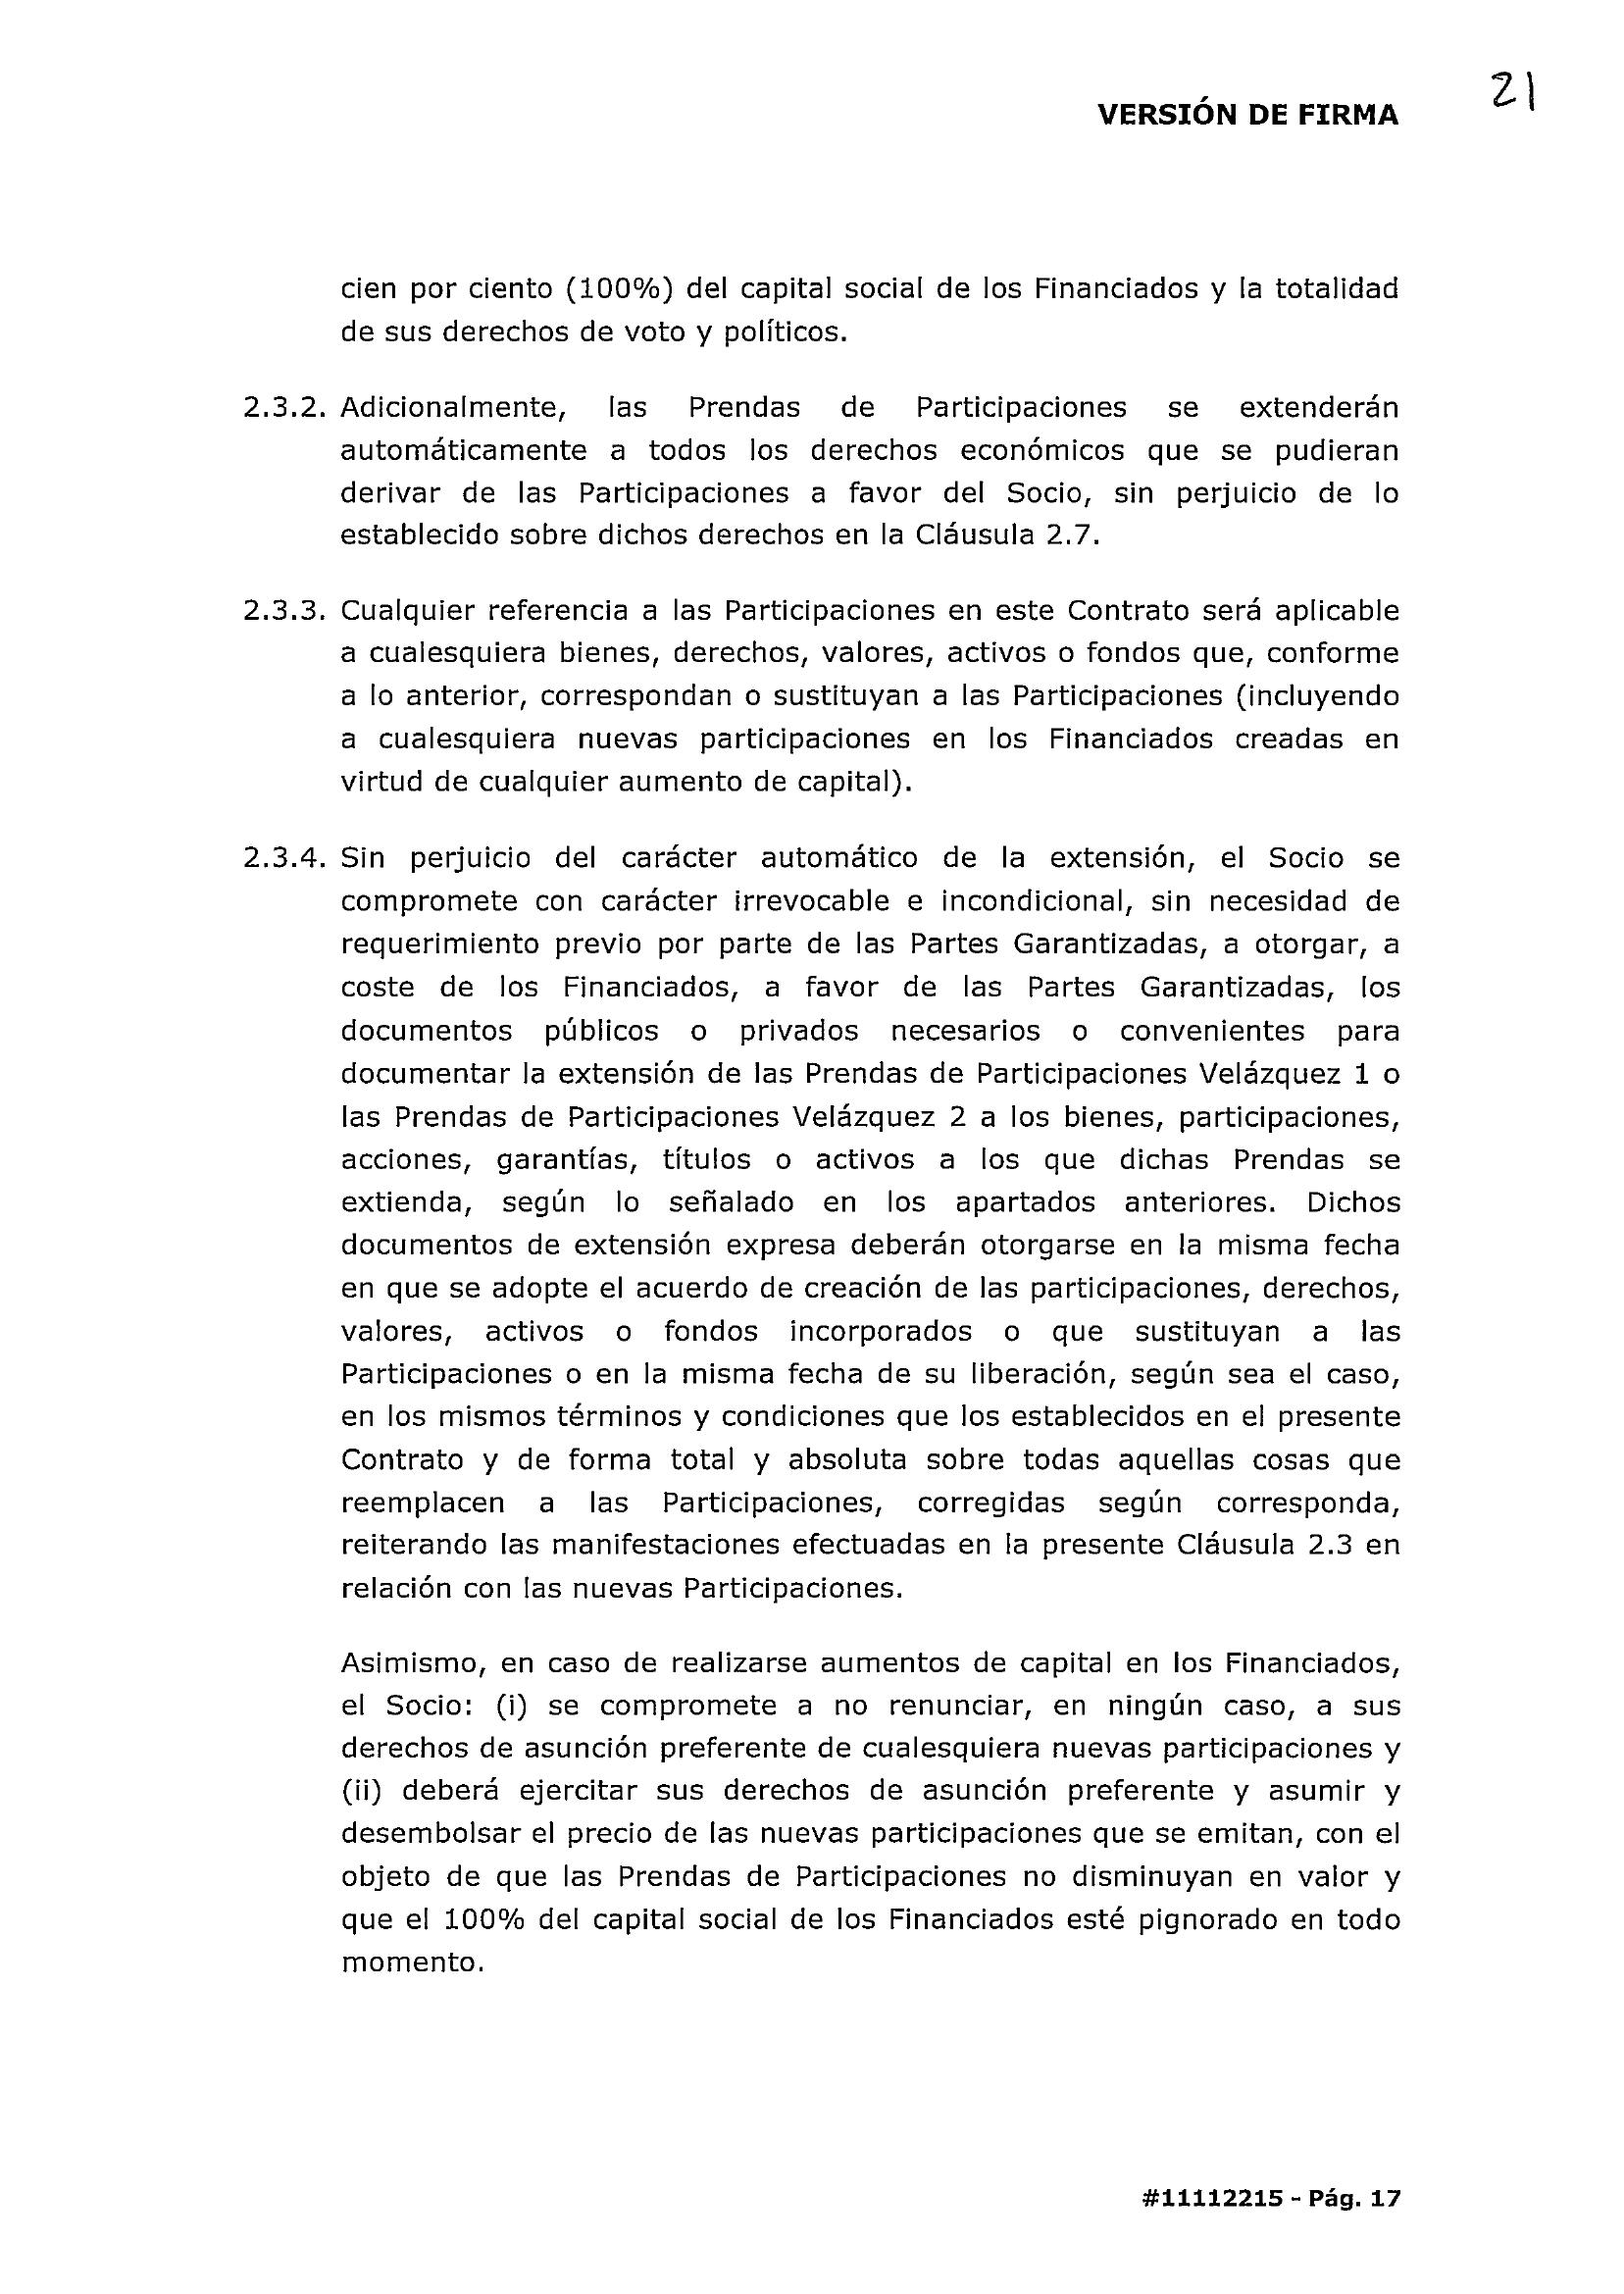 21
VERSIÓN DE FIRMA
cien por ciento (100%) del capital social de los Financiados y la totalidad
de sus derechos de voto y políticos.
2.3.2. Adicionalmente, las Prendas de Participaciones se extenderán
automáticamente a todos los derechos económicos que se pudieran
derivar de las Participaciones a favor del Socio, sin perjuicio de lo
establecido sobre dichos derechos en la Cláusula 2.7.
2.3.3. Cualquier referencia a las Participaciones en este Contrato será aplicable
a cualesquiera bienes, derechos, valores, activos o fondos que, conforme
a lo anterior, correspondan o sustituyan a las Participaciones (incluyendo
a cualesquiera nuevas participaciones en los Financiados creadas en
virtud de cualquier aumento de capital).
2.3.4. Sin perjuicio del carácter automático de la extensión, el Socio se
compromete con carácter irrevocable e incondicional, sin necesidad de
requerimiento previo por parte de las Partes Garantizadas, a otorgar, a
coste de los Financiados, a favor de las Partes Garantizadas, los
documentos públicos o privados necesarios o convenientes para
documentar la extensión de las Prendas de Participaciones Velázquez 1 o
las Prendas de Participaciones Velázquez 2 a los bienes, participaciones,
acciones, garantías, títulos o activos a los que dichas Prendas se
extienda, según lo señalado en los apartados anteriores. Dichos
documentos de extensión expresa deberán otorgarse en la misma fecha
en que se adopte el acuerdo de creación de las participaciones, derechos,
valores, activos o fondos incorporados o que sustituyan a las
Participaciones o en la misma fecha de su liberación, según sea el caso,
en los mismos términos y condiciones que los establecidos en el presente
Contrato y de forma total y absoluta sobre todas aquellas cosas que
reemplacen a las Participaciones, corregidas según corresponda,
reiterando las manifestaciones efectuadas en la presente Cláusula 2.3 en
relación con las nuevas Participaciones.
Asimismo, en caso de realizarse aumentos de capital en los Financiados,
el Socio: (i) se compromete a no renunciar, en ningún caso, a sus
derechos de asunción preferente de cualesquiera nuevas participaciones y
(ii) deberá ejercitar sus derechos de asunción preferente y asumir y
desembolsar el precio de las nuevas participaciones que se emitan, con el
objeto de que las Prendas de Participaciones no disminuyan en valor y
que el 100% del capital social de los Financiados esté pignorado en todo
momento.
#11112215 - Pág. 17